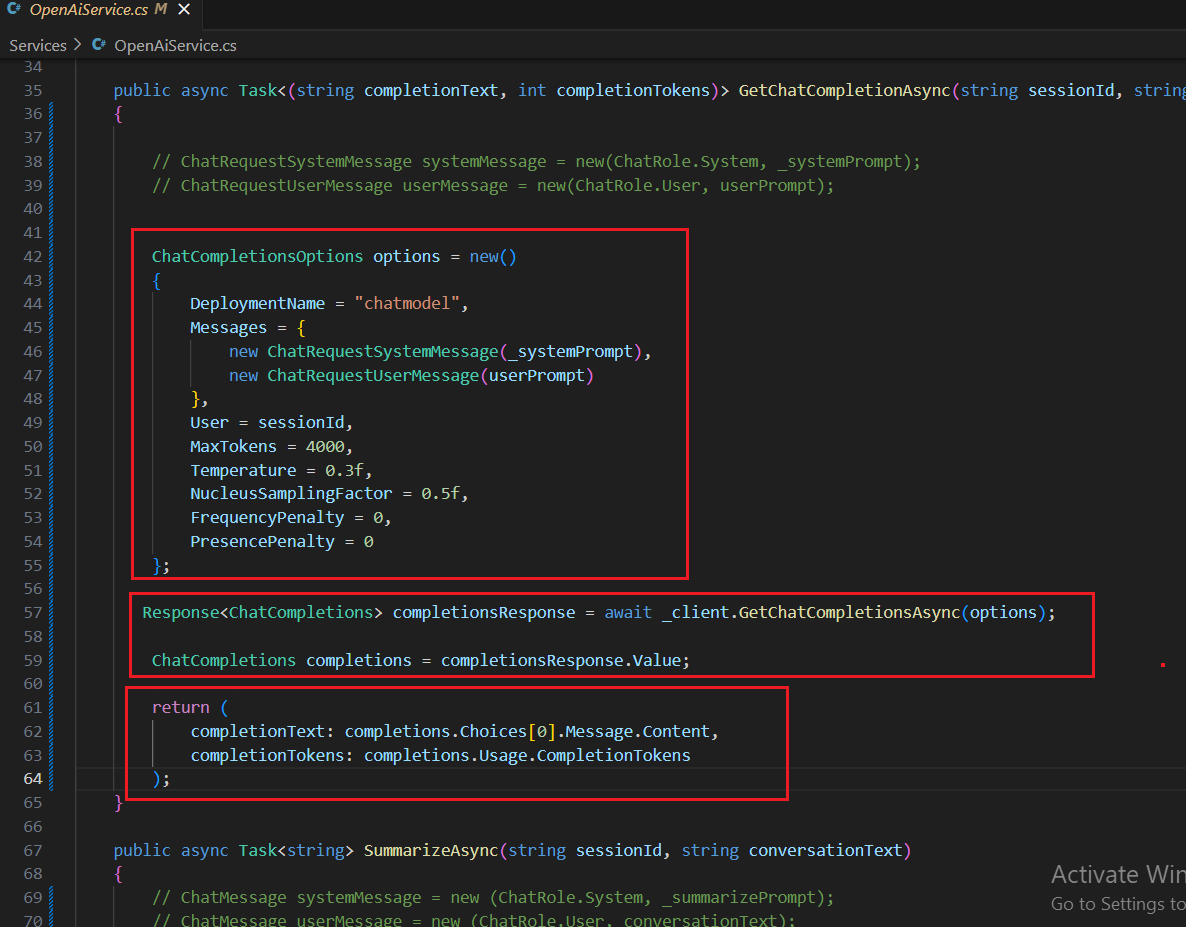 C# OpenAiService.cs M ×
Services > C# OpenAiService.cs
34
35 public async Task<(string completionText, int completionTokens)> GetChatCompletionAsync(string sessionId, string
36 {
37
38 // ChatRequestSystemMessage systemMessage = new(ChatRole.System, _systemPrompt);
39 // ChatRequestUserMessage userMessage = new(ChatRole.User, userPrompt);
40
41
42 ChatCompletionsOptions options = new()
43 {
44 DeploymentName = "chatmodel",
45 Messages = {
46 new ChatRequestSystemMessage(_systemPrompt),
47 new ChatRequestUserMessage(userPrompt)
48 },
49 User = sessionId,
50 MaxTokens = 4000,
51 Temperature = 0.3f,
52 NucleusSamplingFactor = 0.5f,
53 FrequencyPenalty = 0,
54 PresencePenalty = 0
55 };
56
57 Response<ChatCompletions> completionsResponse = await _client.GetChatCompletionsAsync(options);
58
59 ChatCompletions completions = completionsResponse.Value;
60
61 return (
62 completionText: completions.Choices[0].Message.Content,
63 completionTokens: completions.Usage.CompletionTokens
64 );
65 }
66
67 public async Task<string> SummarizeAsync(string sessionId, string conversationText)
68 {
69 // ChatMessage systemMessage = new (ChatRole.System, _summarizePrompt);
70 // ChatMessage userMessage = new (ChatRole.User, conversationText);
Activate Win
Go to Settings to